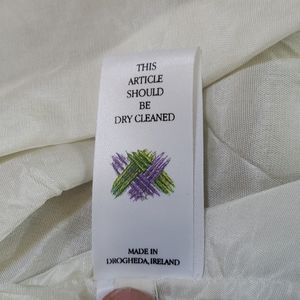 THIS
ARTICLE
SHOULD
BE
DRY CLEANED
MADE IN
DROGHEDA, IRELAND